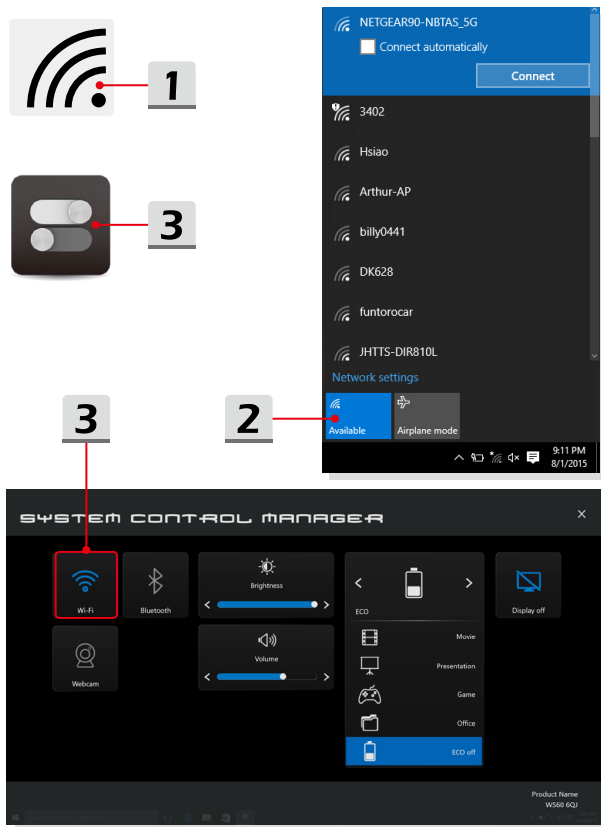 1
3
NETGEAR90-NBTAS_5G
Connect automatically
Connect
3402
Hsiao
Arthur-AP
billy0441
DK628
funtorocar
JHTTS-DIR810L
Network settings
Available
Airplane mode
9:11 PM
8/1/2015
3
2
SYSTEM CONTROL MANAGER
Wi-Fi
Bluetooth
Brightness
ECO
Display off
Webcam
Volume
Movie
Presentation
Game
Office
ECO off
Product Name
WS60 6QJ